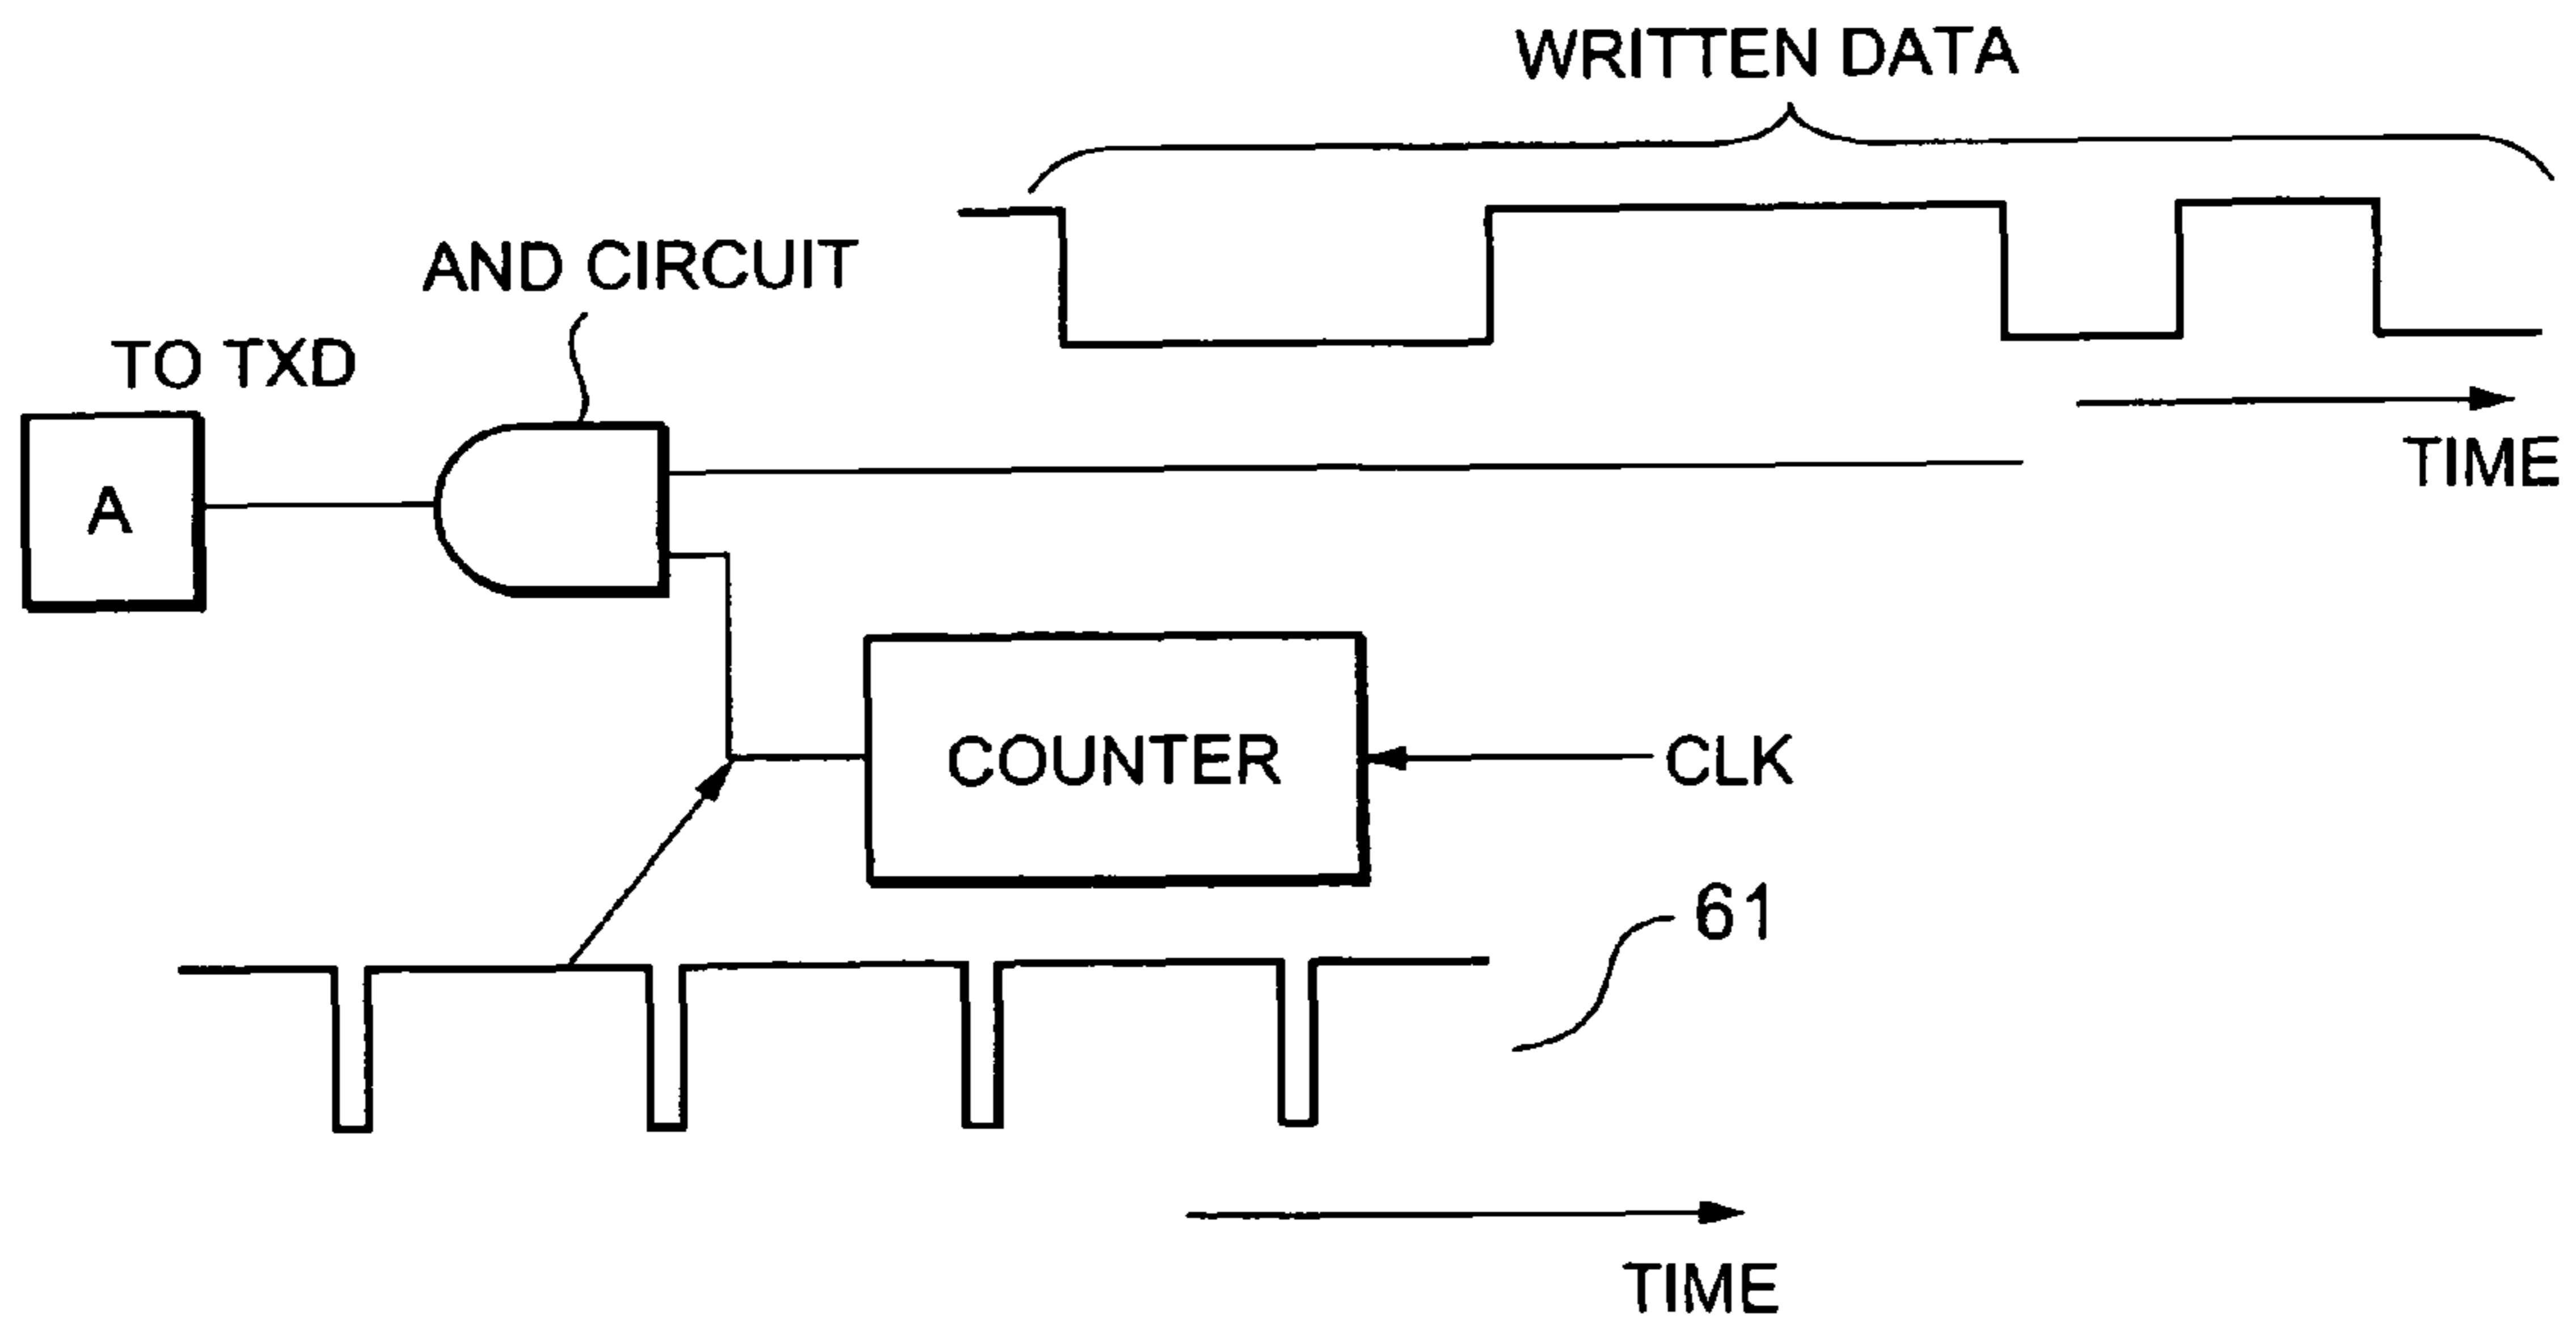 WRITTEN DATA
AND CIRCUIT
TO TXD
TIME
A
COUNTER
CLK
61
TIME